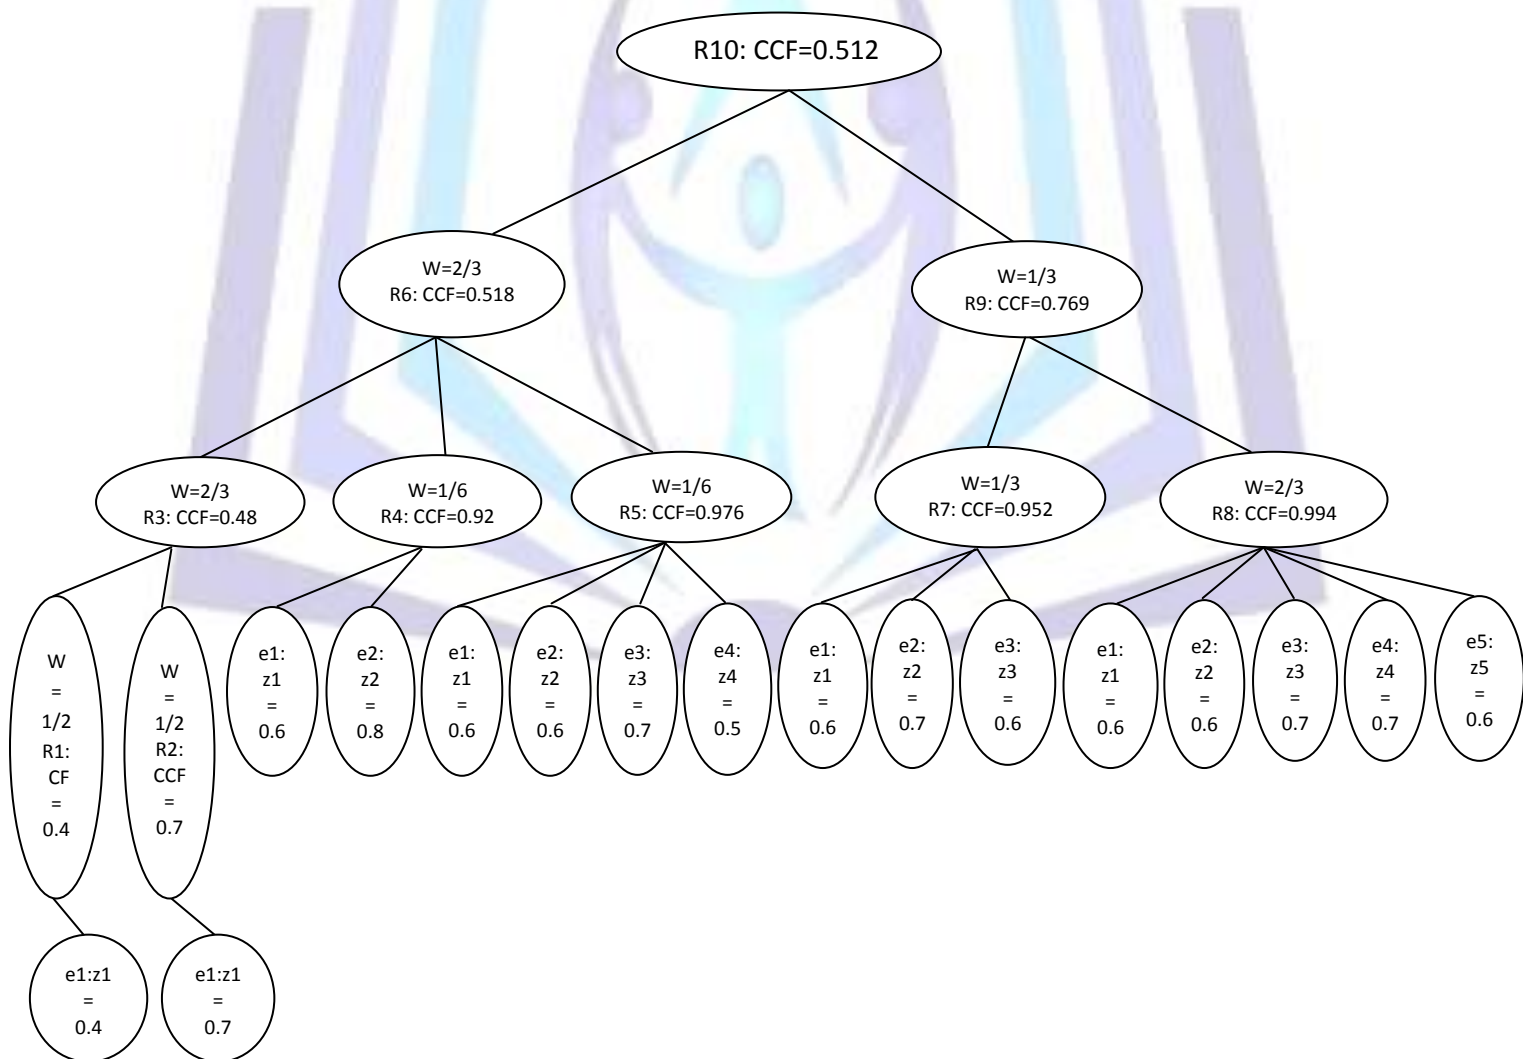 R10: CCF=0.512
W=2/3
R6: CCF=0.518
W=1/3
R9: CCF=0.769
W=2/3
R3: CCF=0.48
W=1/6
R4: CCF=0.92
W=1/6
R5: CCF=0.976
W=1/3
R7: CCF=0.952
W=2/3
R8: CCF=0.994
W
=
1/2
R1:
CF
=
0.4
W
=
1/2
R2:
CCF
=
0.7
e1:
z1
=
0.6
e2:
z2
=
0.8
e1:
z1
=
0.6
e2:
z2
=
0.6
e3:
z3
=
0.7
e4:
z4
=
0.5
e1:
z1
=
0.6
e2:
z2
=
0.7
e3:
z3
=
0.6
e1:
z1
=
0.6
e2:
z2
=
0.6
e3:
z3
=
0.7
e4:
z4
=
0.7
e5:
z5
=
0.6
e1:z1
=
0.4
e1:z1
=
0.7